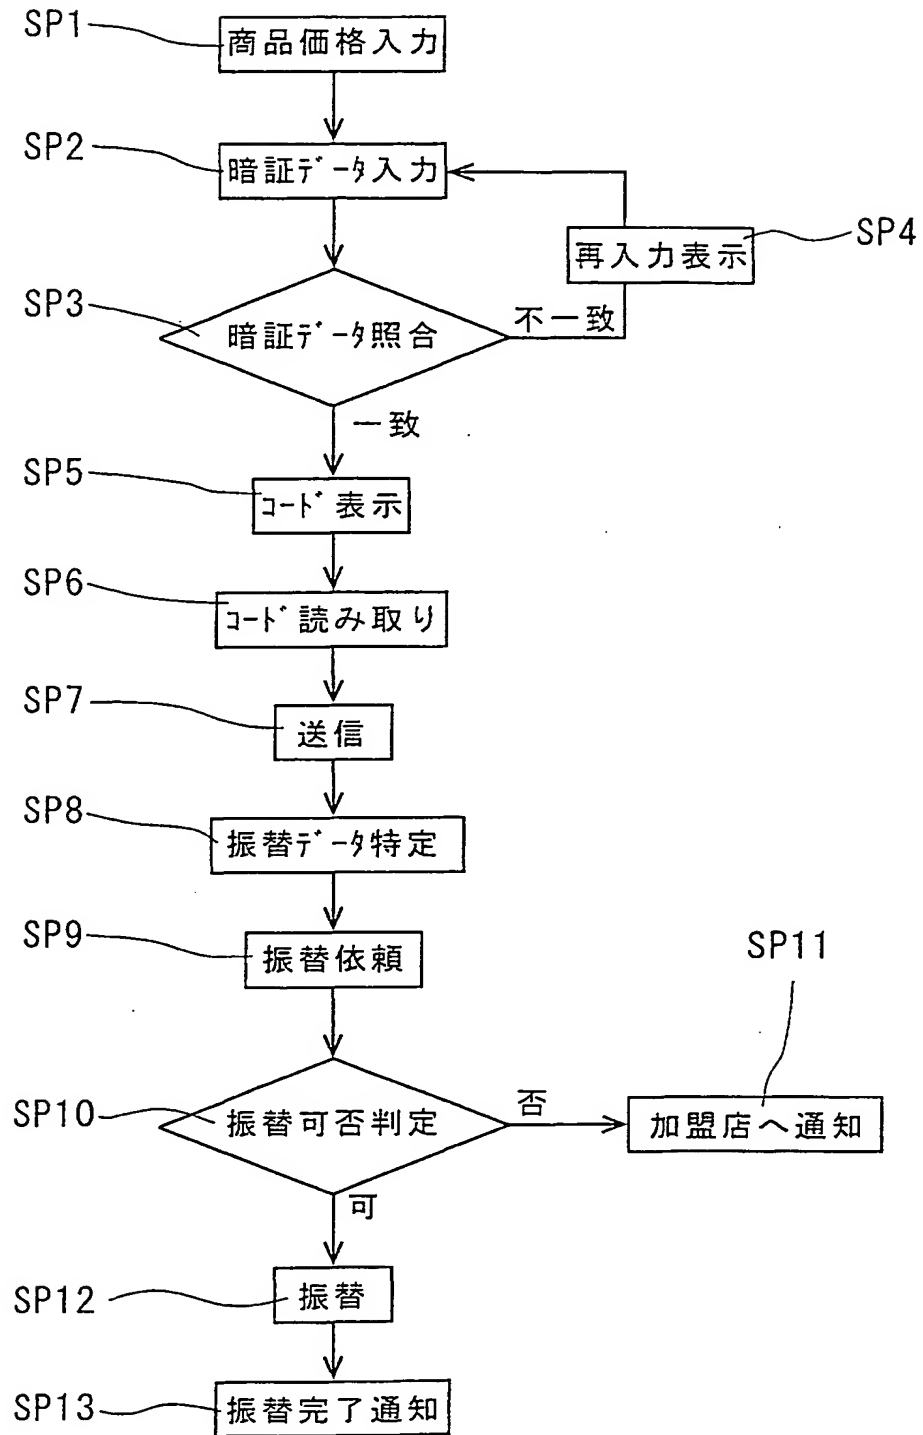 SP1
商品価格入力
SP2
暗証ﾃﾞｰﾀ入力
SP4
再入力表示
SP3
暗証ﾃﾞｰﾀ照合
不一致
一致
SP5
ｺｰﾄﾞ表示
SP6
ｺｰﾄﾞ読み取り
SP7
送信
SP8
振替ﾃﾞｰﾀ特定
SP9
振替依頼
SP11
SP10
振替可否判定
否
加盟店へ通知
可
SP12
振替
SP13
振替完了通知